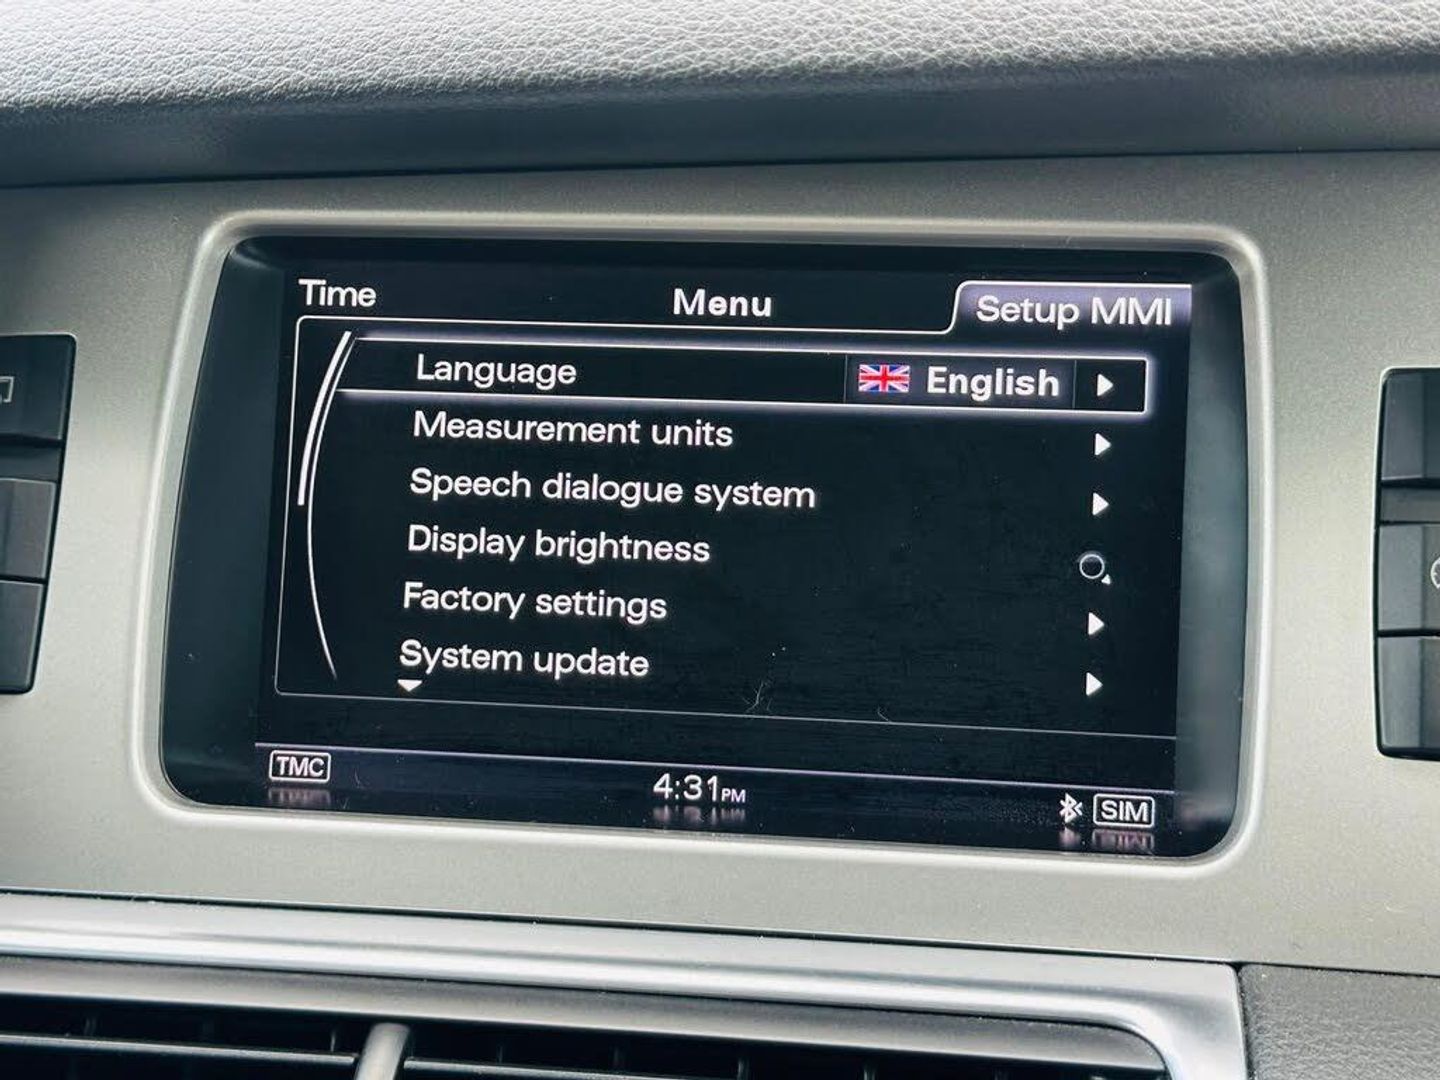 Time Menu Setup MMI
Language English
Measurement units
Speech dialogue system
Display brightness
Factory settings
System update
TMC 4:31PM SIM